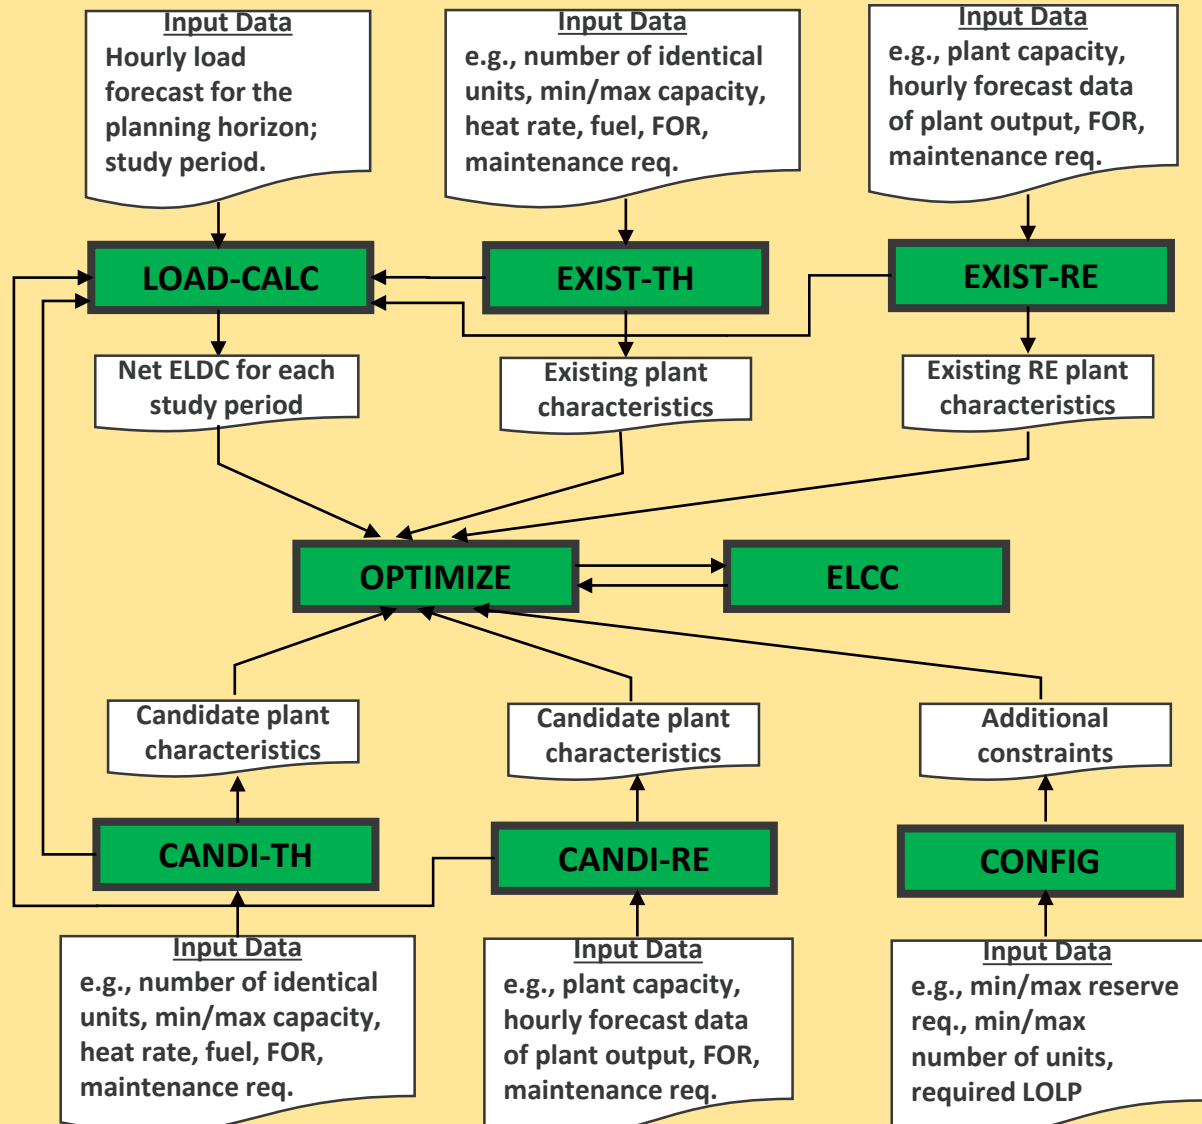 Input Data
Hourly load
forecast for the
planning horizon;
study period.
Input Data
e.g., number of identical
units, min/max capacity,
heat rate, fuel, FOR,
maintenance req.
Input Data
e.g., plant capacity,
hourly forecast data
of plant output, FOR,
maintenance req.
LOAD-CALC
EXIST-TH
EXIST-RE
Net ELDC for each
study period
Existing plant
characteristics
Existing RE plant
characteristics
OPTIMIZE
ELCC
Candidate plant
characteristics
Candidate plant
characteristics
Additional
constraints
CANDI-TH
CANDI-RE
CONFIG
Input Data
e.g., number of identical
units, min/max capacity,
heat rate, fuel, FOR,
maintenance req.
Input Data
e.g., plant capacity,
hourly forecast data
of plant output, FOR,
maintenance req.
Input Data
e.g., min/max reserve
req., min/max
number of units,
required LOLP